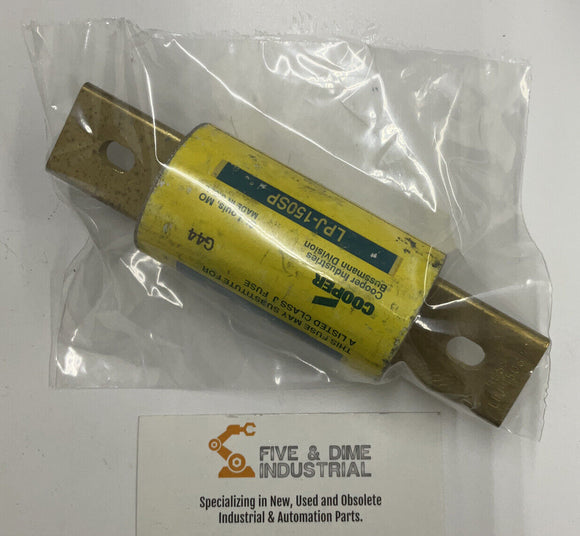 THIS FUSE MAY SUBSTITUTE FOR
A LISTED CLASS J FUSE
COOPER
Cooper Industries
Bussmann Division
G44
LPJ-150SP
Louis, MO
MADE IN
FIVE & DIME
INDUSTRIAL
Specializing in New, Used and Obsolete
Industrial & Automation Parts.